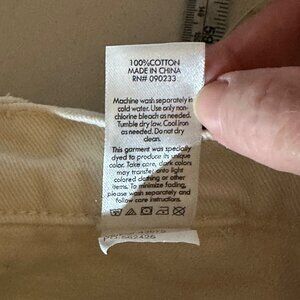 100%COTTON
MADE IN CHINA
RN# 090233
Machine wash separately in
cold water. Use only non-
chlorine bleach as needed.
Tumble dry low. Cool iron
as needed. Do not dry
clean.
This garment was specially
dyed to produce its unique
color. Take care, dark colors
may transfer onto light
colored clothing or other
items. To minimize fading,
please wash separately and
follow care instructions.